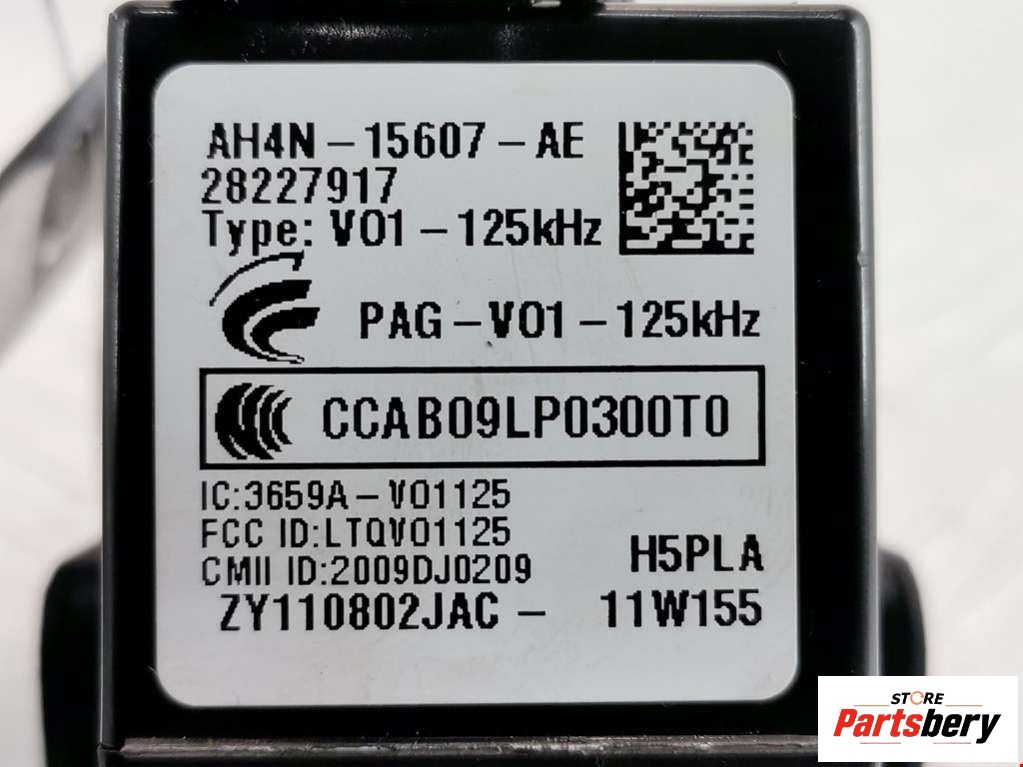 AH4N-15607-AE
28227917
Type: V01-125kHz
PAG-V01-125kHz
CCAB09LP0300T0
IC:3659A-V01125
FCC ID:LTQV01125
CMII ID:2009DJ0209
H5PLA
ZY110802JAC- 11W155
STORE
Partsbery